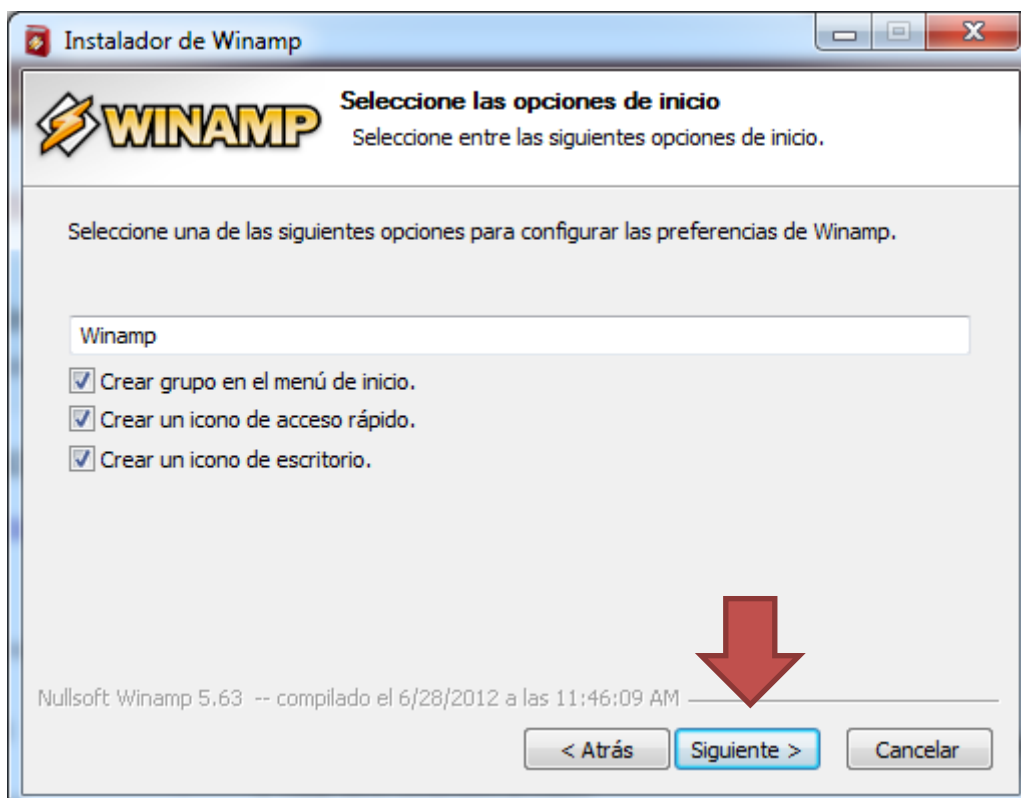 Instalador de Winamp
WINAMP
Seleccione las opciones de inicio
Seleccione entre las siguientes opciones de inicio.
Seleccione una de las siguientes opciones para configurar las preferencias de Winamp.
Winamp
Crear grupo en el menú de inicio.
Crear un icono de acceso rápido.
Crear un icono de escritorio.
Nullsoft Winamp 5.63 -- compilado el 6/28/2012 a las 11:46:09 AM
< Atrás
Siguiente >
Cancelar